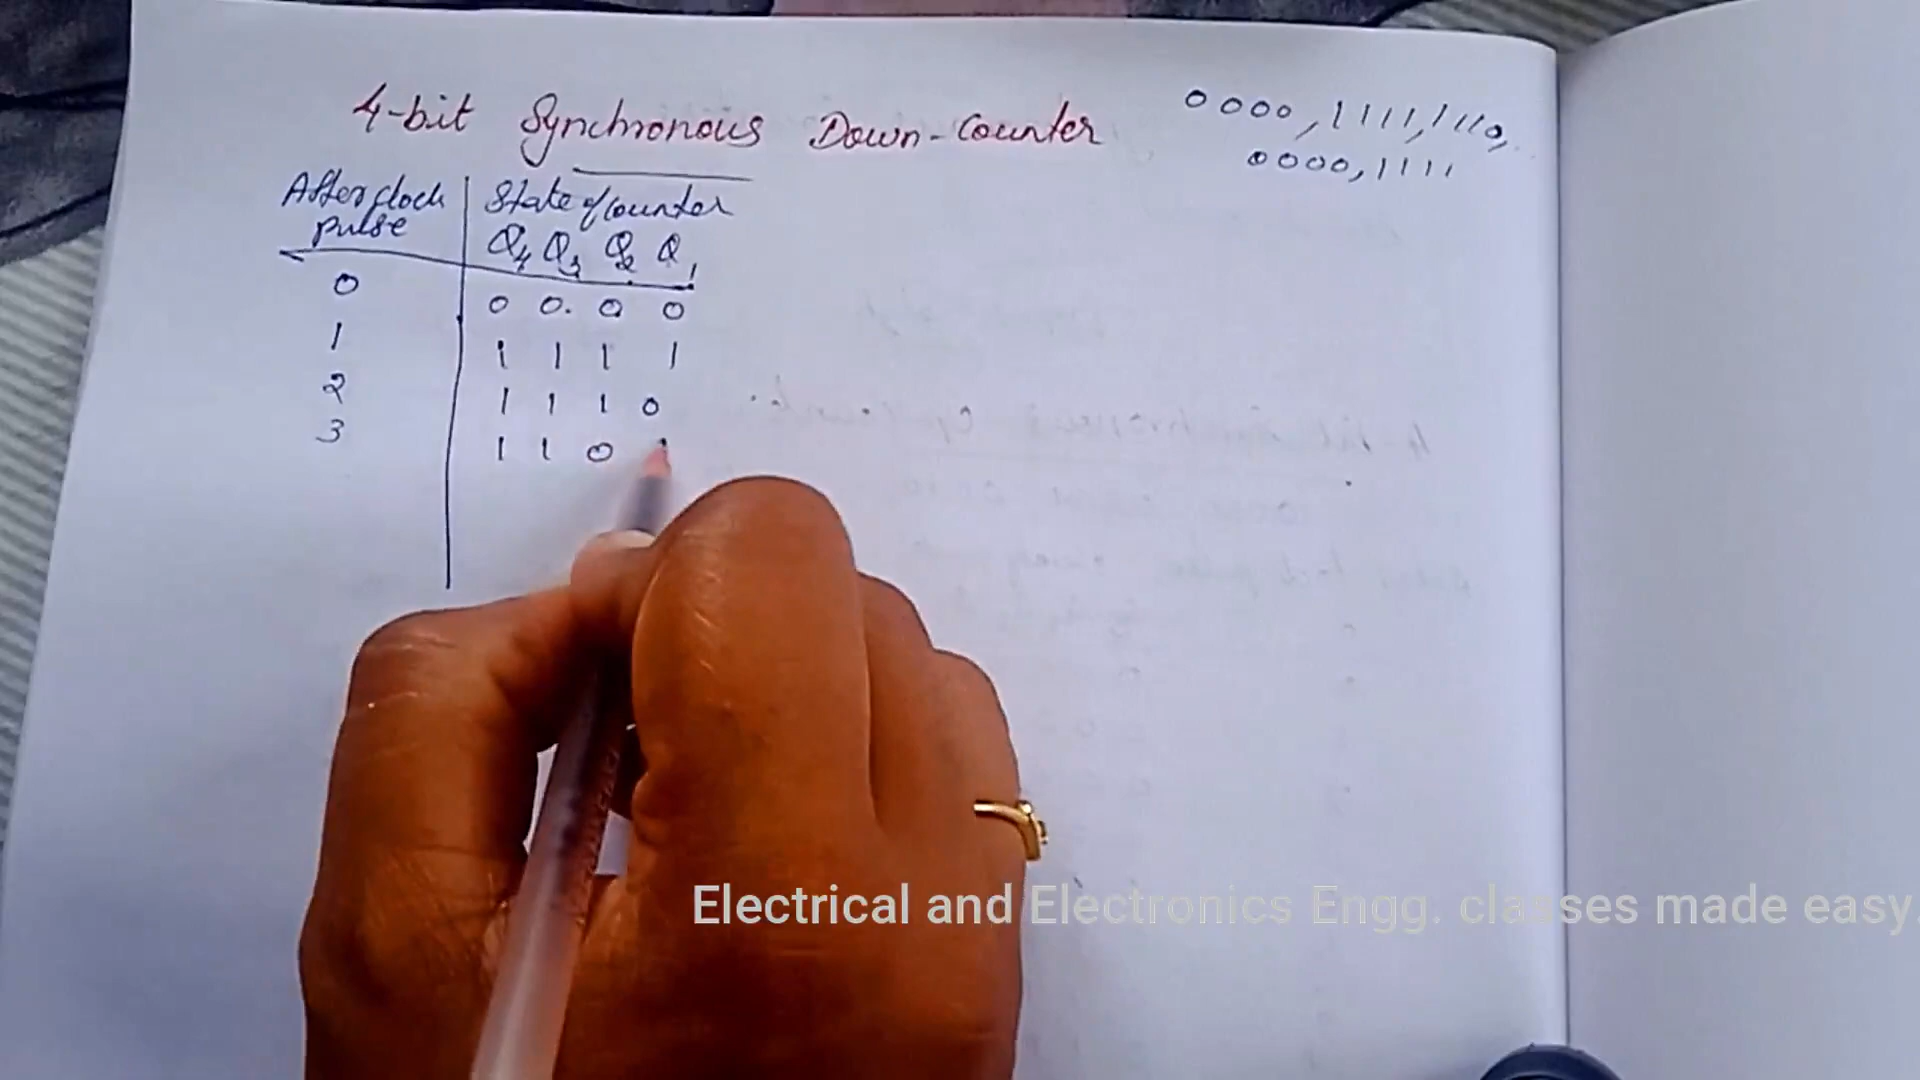 4-bit Synchronous Down-Counter
0000, 1111, 1110,
0000, 1111
After clock pulse | State of counter
Q4 Q3 Q2 Q1
0 | 0 0 0 0
1 | 1 1 1 1
2 | 1 1 1 0
3 | 1 1 0 1
Electrical and Electronics Engg. classes made easy.